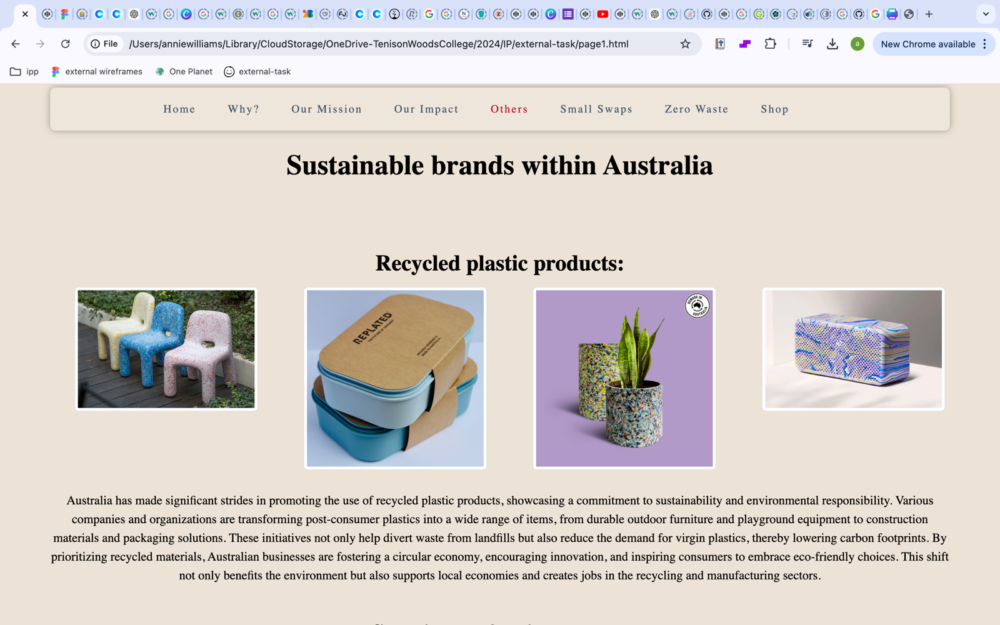 File
/Users/anniewilliams/Library/CloudStorage/OneDrive-TenisonWoodsCollege/2024/IP/external-task/page1.html
a
New Chrome available
ipp
external wireframes
One Planet
external-task
Home
Why?
Our Mission
Our Impact
Others
Small Swaps
Zero Waste
Shop
Sustainable brands within Australia
Recycled plastic products:
REPLATED
PROUDLY DESIGNED &
MADE IN AUSTRALIA
REMADE IN
AUSTRALIA
Australia has made significant strides in promoting the use of recycled plastic products, showcasing a commitment to sustainability and environmental responsibility. Various
companies and organizations are transforming post-consumer plastics into a wide range of items, from durable outdoor furniture and playground equipment to construction
materials and packaging solutions. These initiatives not only help divert waste from landfills but also reduce the demand for virgin plastics, thereby lowering carbon footprints. By
prioritizing recycled materials, Australian businesses are fostering a circular economy, encouraging innovation, and inspiring consumers to embrace eco-friendly choices. This shift
not only benefits the environment but also supports local economies and creates jobs in the recycling and manufacturing sectors.